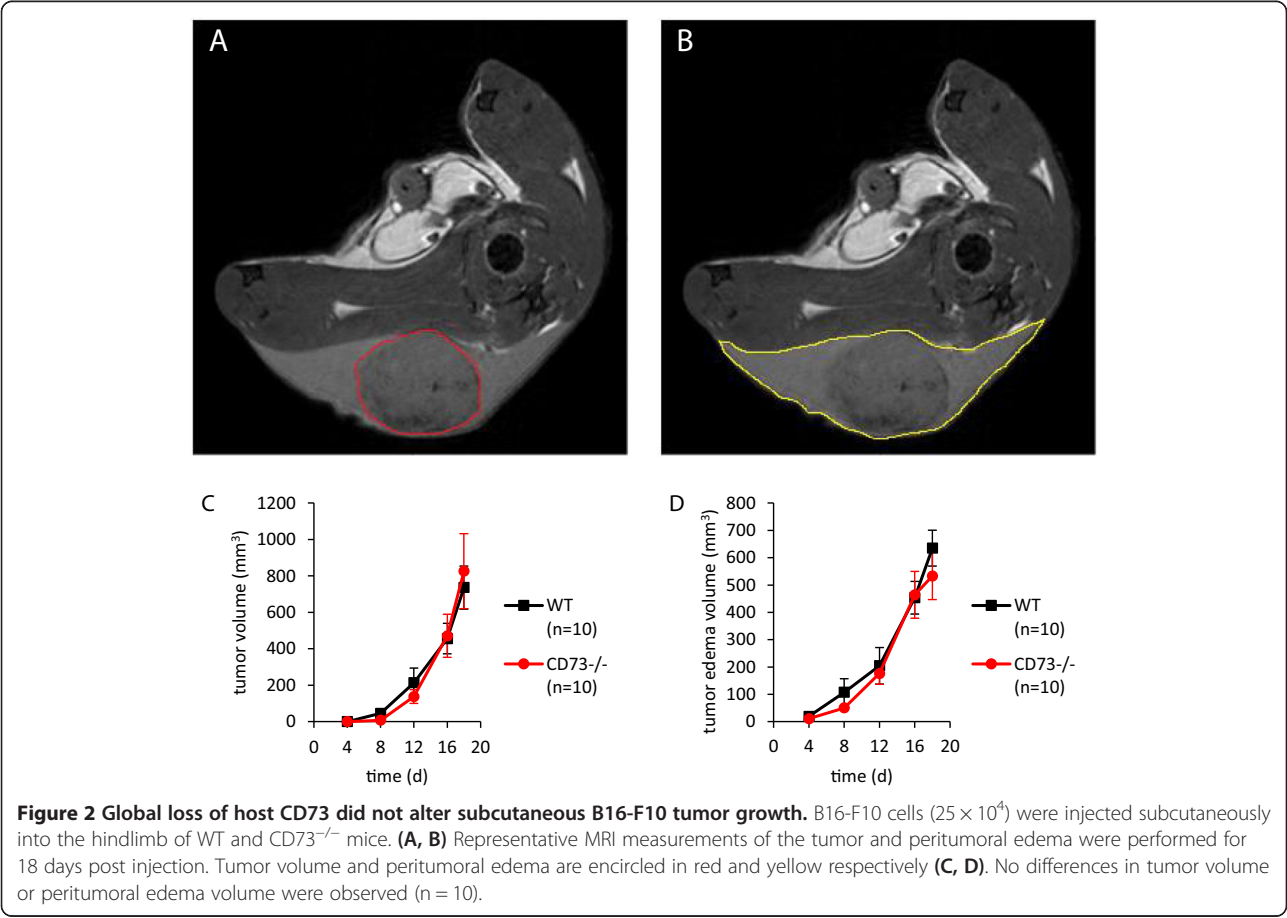 A
B
C
1200
1000
800
600
400
200
0
tumor volume (mm³)
0 4 8 12 16 20
time (d)
WT
(n=10)
CD73-/-
(n=10)
D
800
700
600
500
400
300
200
100
0
tumor edema volume (mm³)
0 4 8 12 16 20
time (d)
WT
(n=10)
CD73-/-
(n=10)
Figure 2 Global loss of host CD73 did not alter subcutaneous B16-F10 tumor growth. B16-F10 cells (25 × 10⁴) were injected subcutaneously
into the hindlimb of WT and CD73⁻/⁻ mice. (A, B) Representative MRI measurements of the tumor and peritumoral edema were performed for
18 days post injection. Tumor volume and peritumoral edema are encircled in red and yellow respectively (C, D). No differences in tumor volume
or peritumoral edema volume were observed (n = 10).